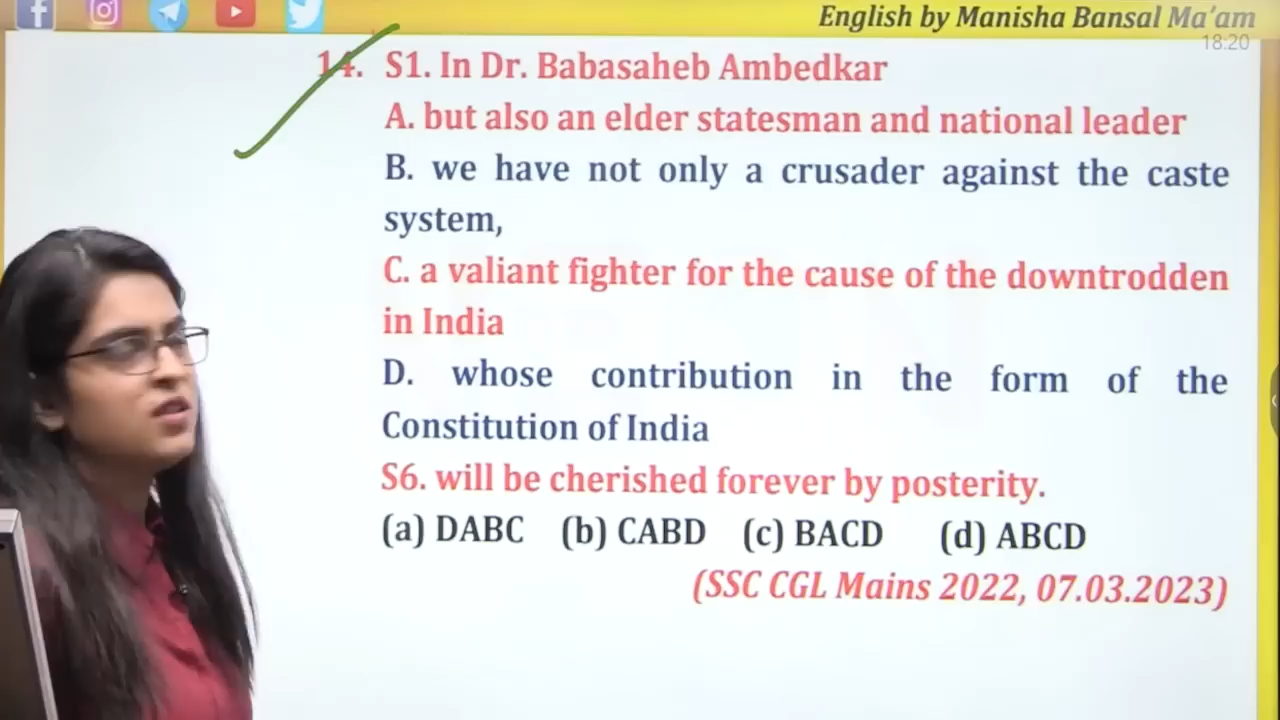 English by Manisha Bansal Ma'am
18:20
14. S1. In Dr. Babasaheb Ambedkar
A. but also an elder statesman and national leader
B. we have not only a crusader against the caste
system,
C. a valiant fighter for the cause of the downtrodden
in India
D. whose contribution in the form of the
Constitution of India
S6. will be cherished forever by posterity.
(a) DABC (b) CABD (c) BACD (d) ABCD
(SSC CGL Mains 2022, 07.03.2023)